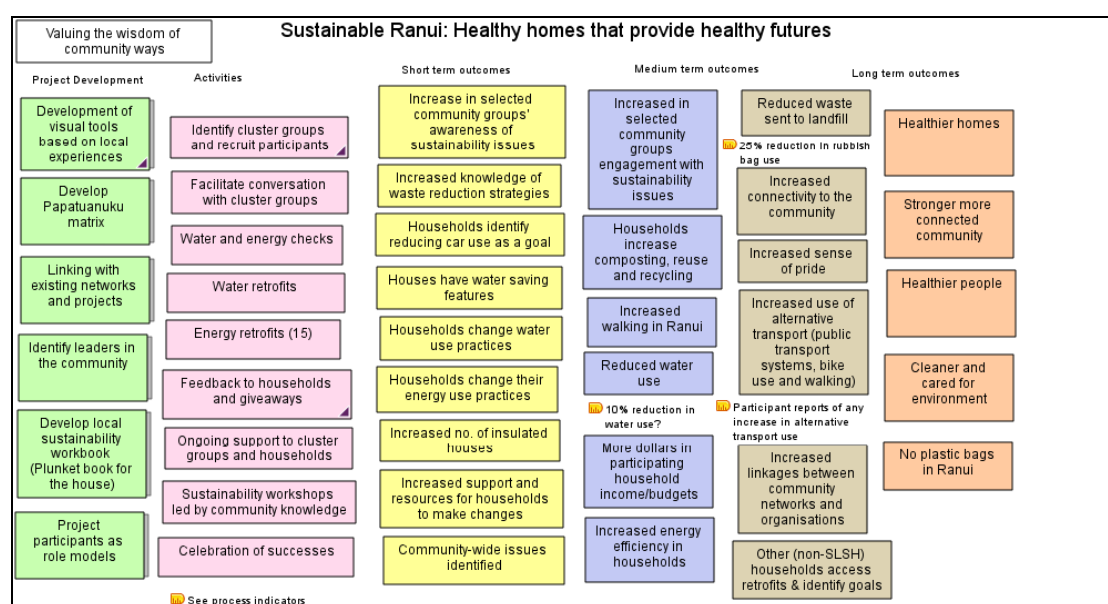 Valuing the wisdom of
community ways
Sustainable Ranui: Healthy homes that provide healthy futures
Project Development
Development of
visual tools
based on local
experiences
Develop
Papatuanuku
matrix
Linking with
existing networks
and projects
Identify leaders in
the community
Develop local
sustainability
workbook
(Plunket book for
the house)
Project
participants as
role models
Activities
Identify cluster groups
and recruit participants
Facilitate conversation
with cluster groups
Water and energy checks
Water retrofits
Energy retrofits (15)
Feedback to households
and giveaways
Ongoing support to cluster
groups and households
Sustainability workshops
led by community knowledge
Celebration of successes
See process indicators
Short term outcomes
Increase in selected
community groups'
awareness of
sustainability issues
Increased knowledge of
waste reduction strategies
Households identify
reducing car use as a goal
Houses have water saving
features
Households change water
use practices
Households change their
energy use practices
Increased no. of insulated
houses
Increased support and
resources for households
to make changes
Community-wide issues
identified
Medium term outcomes
Increased in
selected
community
groups
engagement with
sustainability
issues
Households
increase
composting, reuse
and recycling
Increased
walking in Ranui
Reduced water
use
10% reduction in
water use?
More dollars in
participating
household
income/budgets
Increased energy
efficiency in
households
Reduced waste
sent to landfill
25% reduction in rubbish
bag use
Increased
connectivity to the
community
Increased sense
of pride
Increased use of
alternative
transport (public
transport
systems, bike
use and walking)
Participant reports of any
increase in alternative
transport use
Increased
linkages between
community
networks and
organisations
Other (non-SLSH)
households access
retrofits & identify goals
Long term outcomes
Healthier homes
Stronger more
connected
community
Healthier people
Cleaner and
cared for
environment
No plastic bags
in Ranui